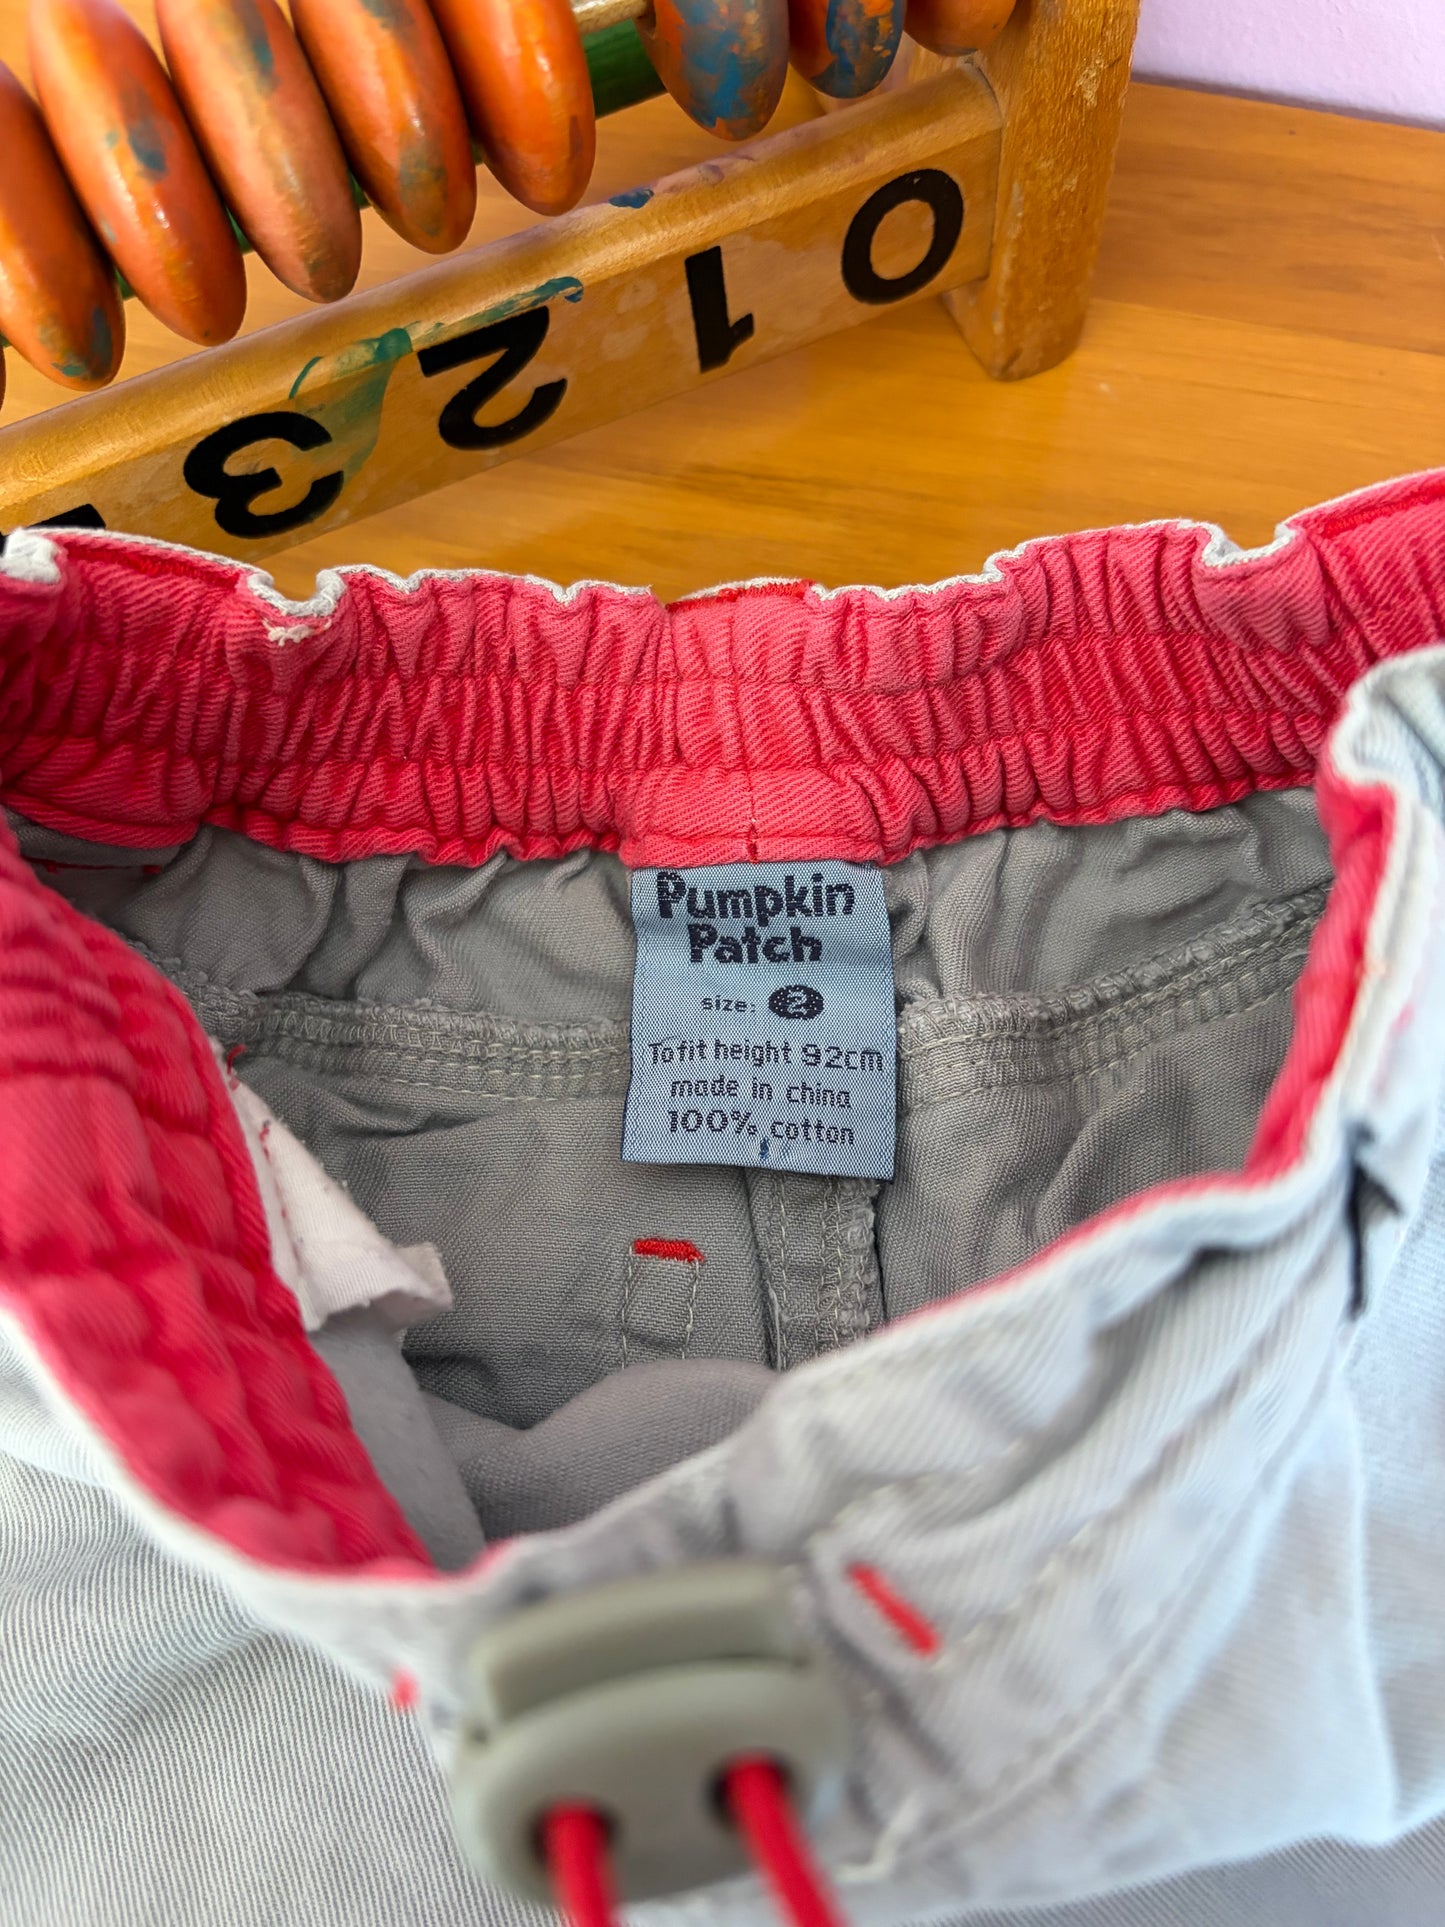 0
1
2
3
Pumpkin
Patch
size: 2
To fit height 92cm
made in china
100% cotton